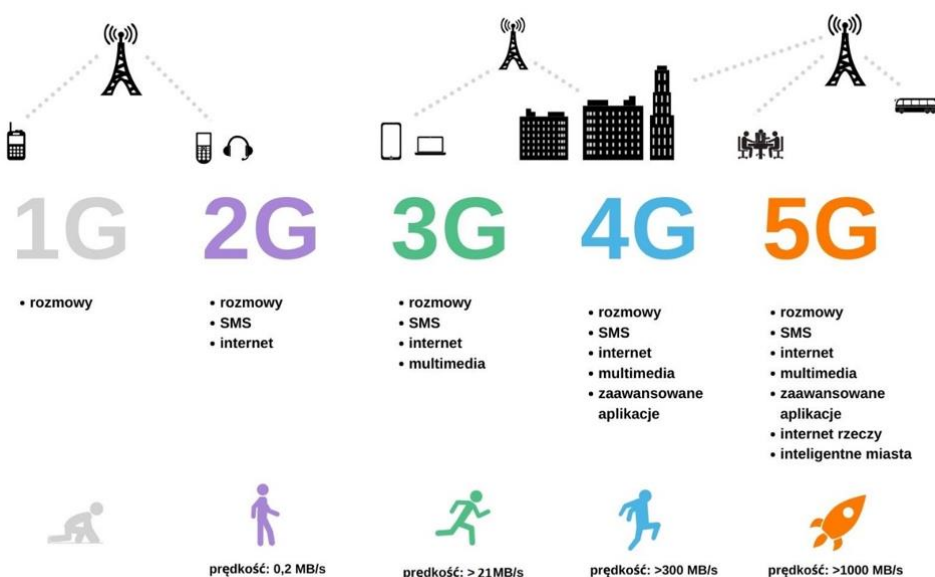 1G
• rozmowy
2G
• rozmowy
• SMS
• internet
prędkość: 0,2 MB/s
3G
• rozmowy
• SMS
• internet
• multimedia
prędkość: > 21MB/s
4G
• rozmowy
• SMS
• internet
• multimedia
• zaawansowane
aplikacje
prędkość: >300 MB/s
5G
• rozmowy
• SMS
• internet
• multimedia
• zaawansowane
aplikacje
• internet rzeczy
• inteligentne miasta
prędkość: >1000 MB/s